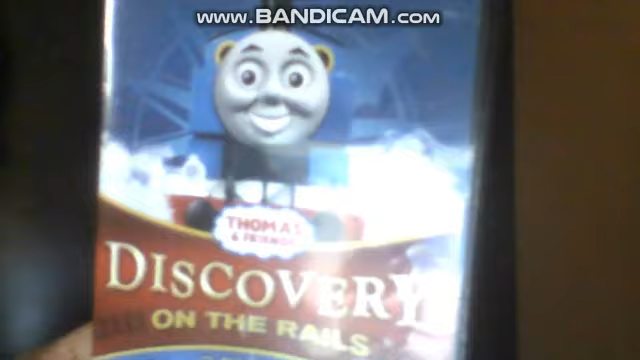 www.BANDICAM.com
THOMAS
& FRIENDS
DISCOVERY
ON THE RAILS